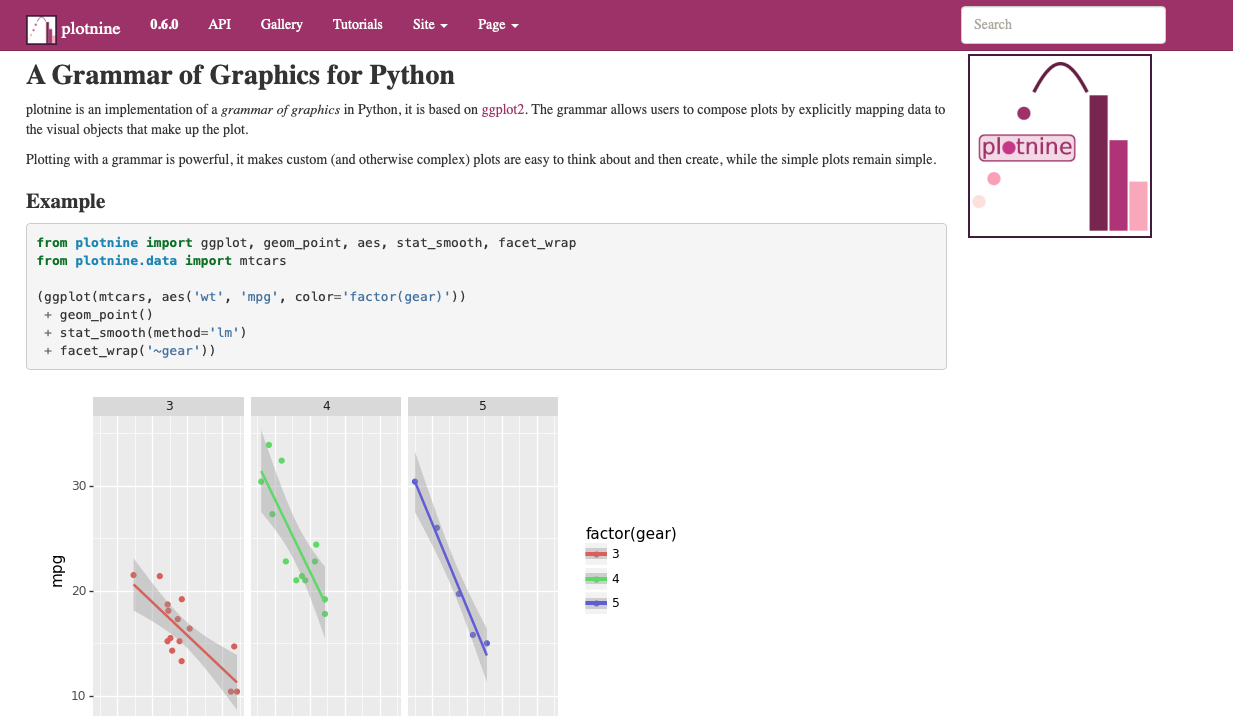 plotnine 0.6.0 API Gallery Tutorials Site Page Search
A Grammar of Graphics for Python
plotnine is an implementation of a grammar of graphics in Python, it is based on ggplot2. The grammar allows users to compose plots by explicitly mapping data to
the visual objects that make up the plot.
Plotting with a grammar is powerful, it makes custom (and otherwise complex) plots are easy to think about and then create, while the simple plots remain simple.
plotnine
Example
from plotnine import ggplot, geom_point, aes, stat_smooth, facet_wrap
from plotnine.data import mtcars
(ggplot(mtcars, aes('wt', 'mpg', color='factor(gear)'))
 + geom_point()
 + stat_smooth(method='lm')
 + facet_wrap('~gear'))
3 4 5
30
20
10
mpg
factor(gear)
3
4
5